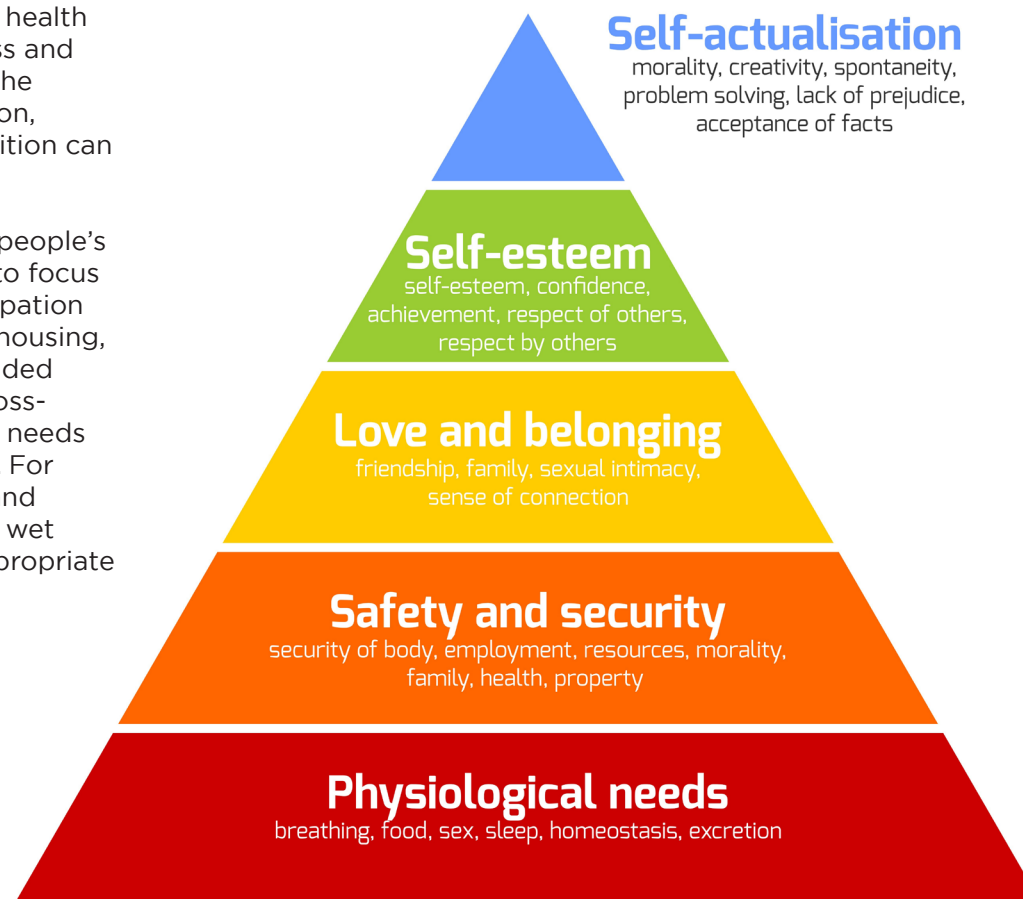 health
ss and
he
on,
ition can
people's
to focus
pation
housing,
ded
oss-
needs
. For
nd
wet
propriate
Self-actualisation
morality, creativity, spontaneity,
problem solving, lack of prejudice,
acceptance of facts
Self-esteem
self-esteem, confidence,
achievement, respect of others,
respect by others
Love and belonging
friendship, family, sexual intimacy,
sense of connection
Safety and security
security of body, employment, resources, morality,
family, health, property
Physiological needs
breathing, food, sex, sleep, homeostasis, excretion